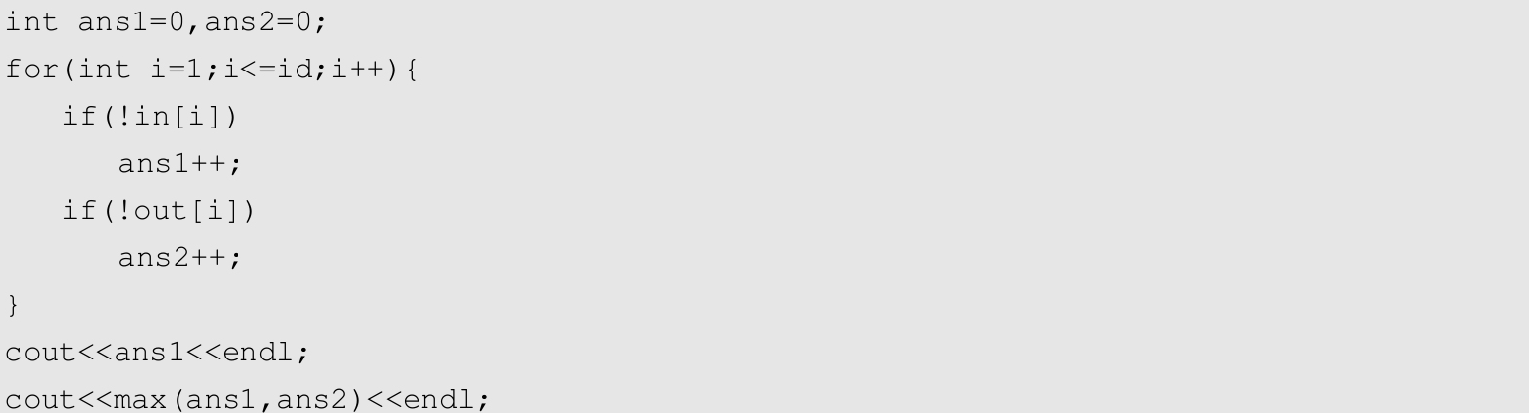 int ans1=0,ans2=0;
for(int i=1;i<=id;i++){
   if(!in[i])
      ans1++;
   if(!out[i])
      ans2++;
}
cout<<ans1<<endl;
cout<<max(ans1,ans2)<<endl;